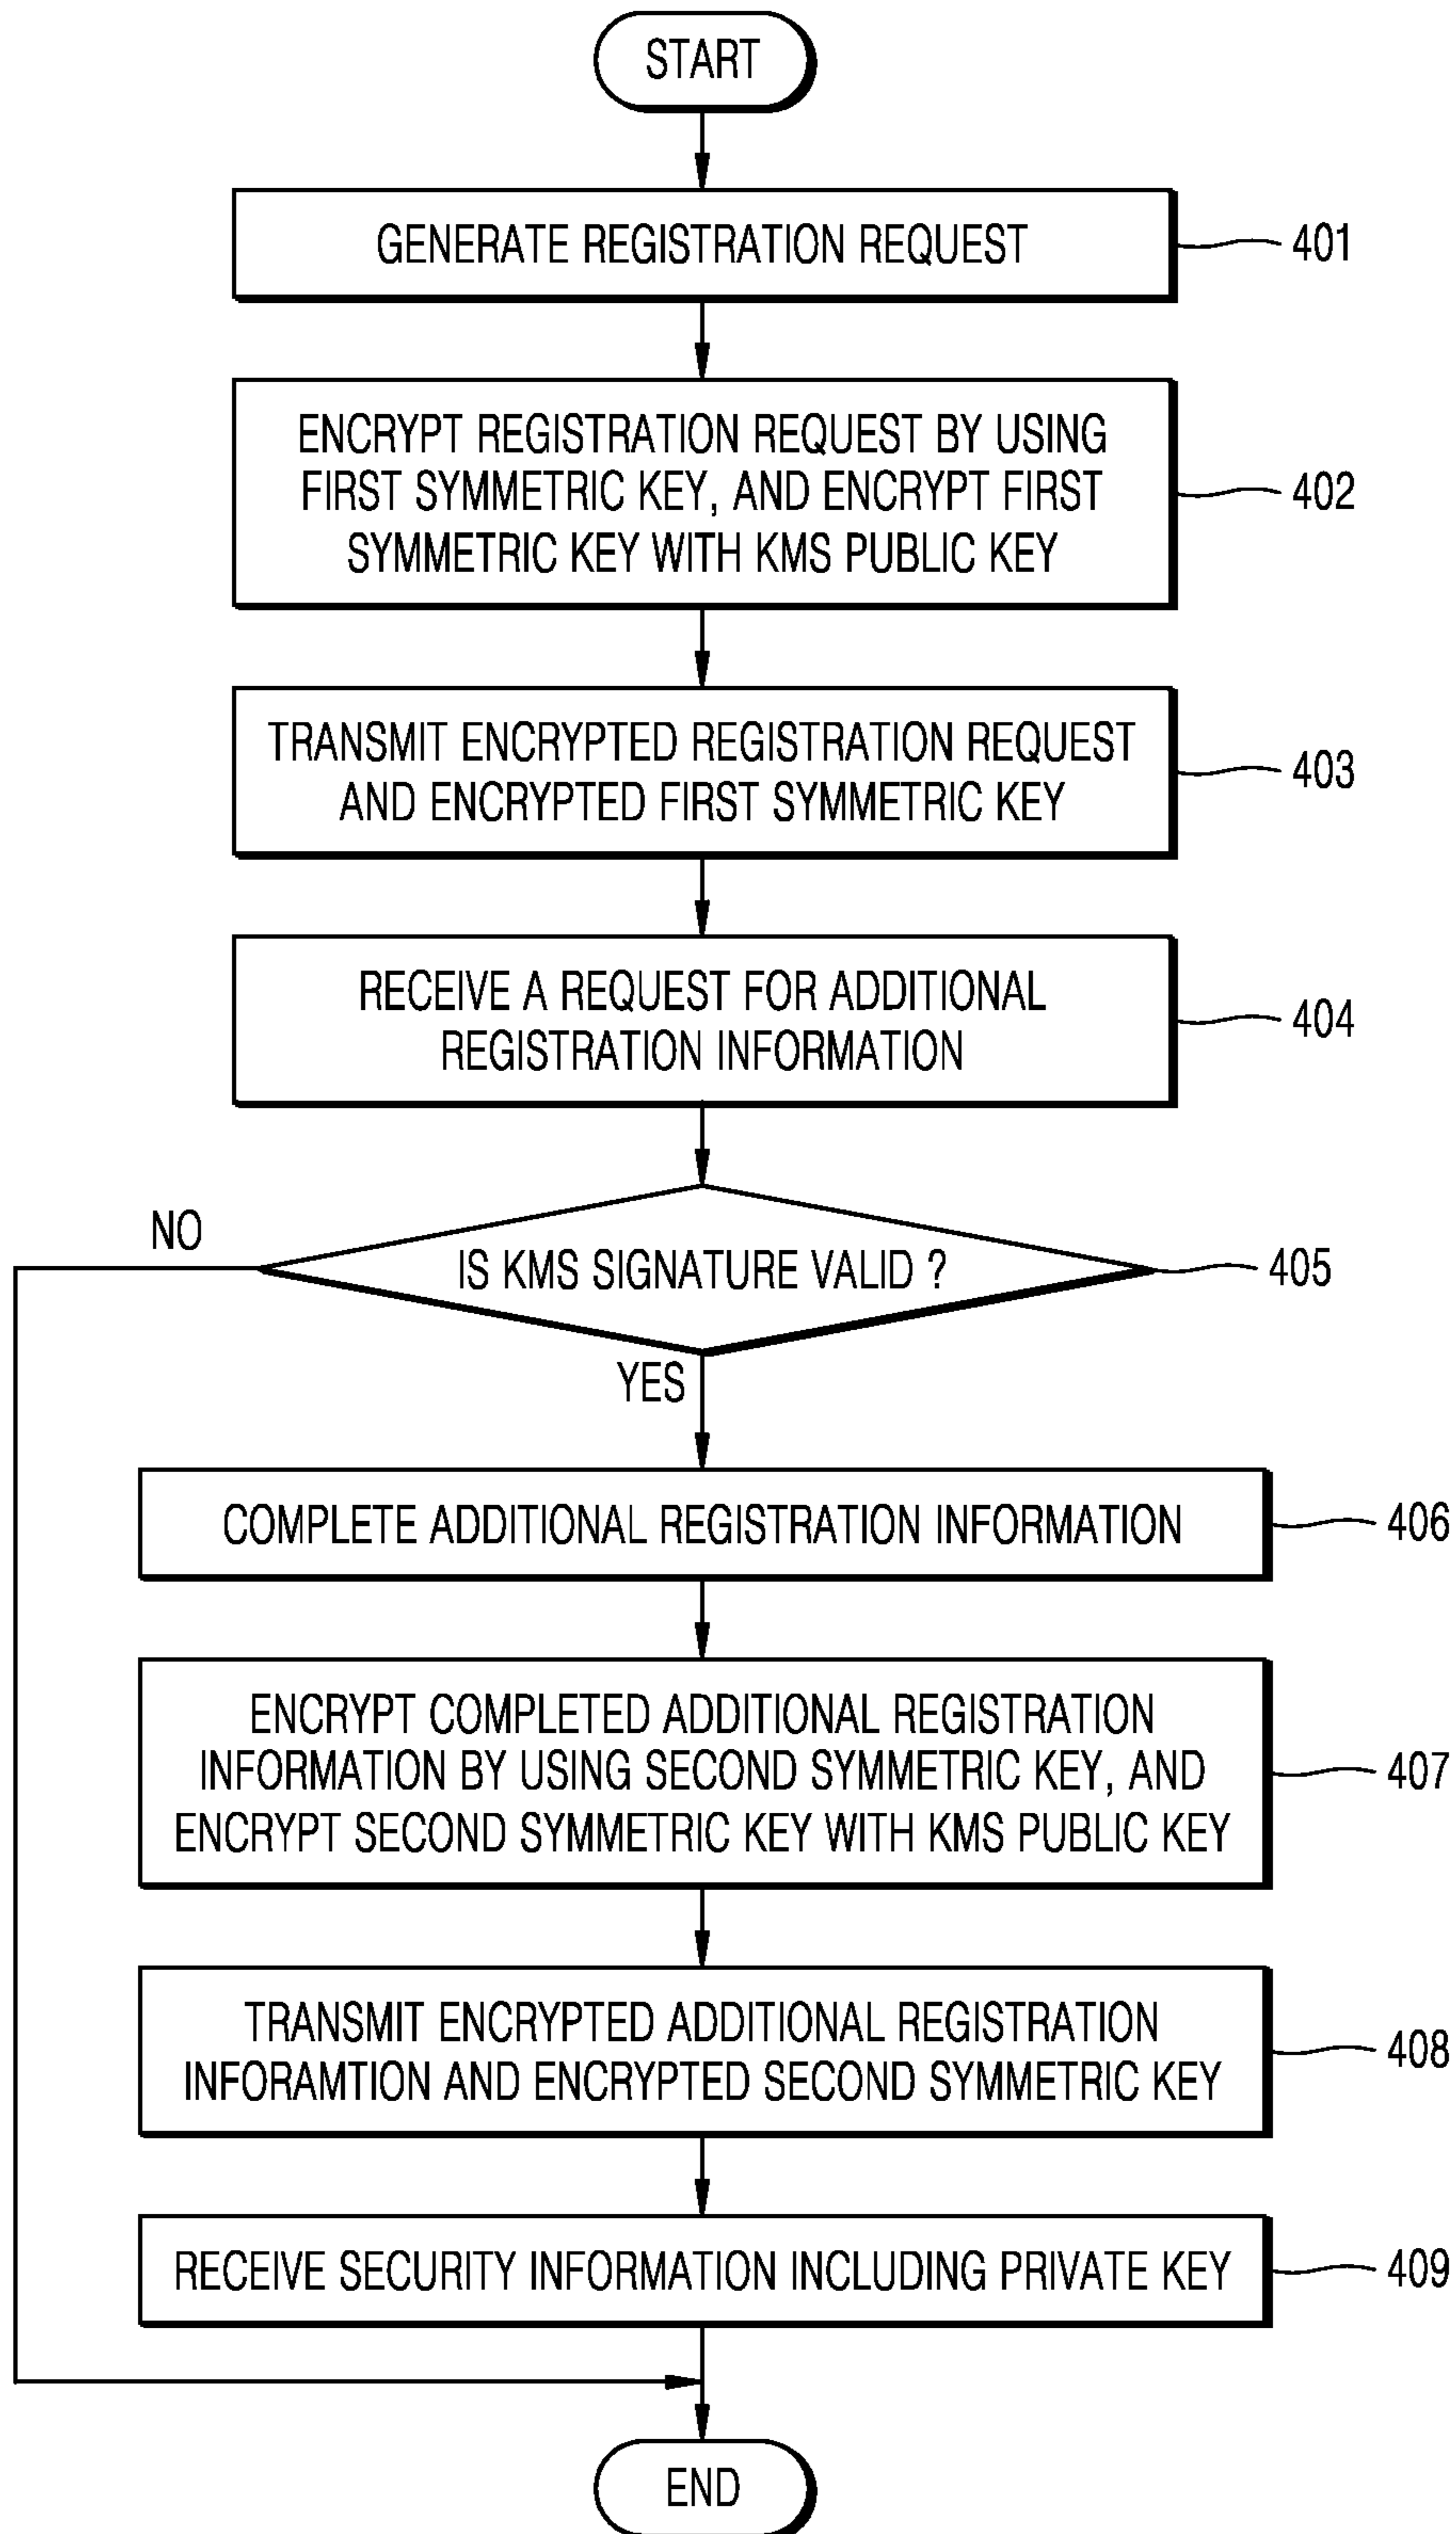 START
GENERATE REGISTRATION REQUEST
401
ENCRYPT REGISTRATION REQUEST BY USING
FIRST SYMMETRIC KEY, AND ENCRYPT FIRST
SYMMETRIC KEY WITH KMS PUBLIC KEY
402
TRANSMIT ENCRYPTED REGISTRATION REQUEST
AND ENCRYPTED FIRST SYMMETRIC KEY
403
RECEIVE A REQUEST FOR ADDITIONAL
REGISTRATION INFORMATION
404
NO
IS KMS SIGNATURE VALID ?
405
YES
COMPLETE ADDITIONAL REGISTRATION INFORMATION
406
ENCRYPT COMPLETED ADDITIONAL REGISTRATION
INFORMATION BY USING SECOND SYMMETRIC KEY, AND
ENCRYPT SECOND SYMMETRIC KEY WITH KMS PUBLIC KEY
407
TRANSMIT ENCRYPTED ADDITIONAL REGISTRATION
INFORAMTION AND ENCRYPTED SECOND SYMMETRIC KEY
408
RECEIVE SECURITY INFORMATION INCLUDING PRIVATE KEY
409
END